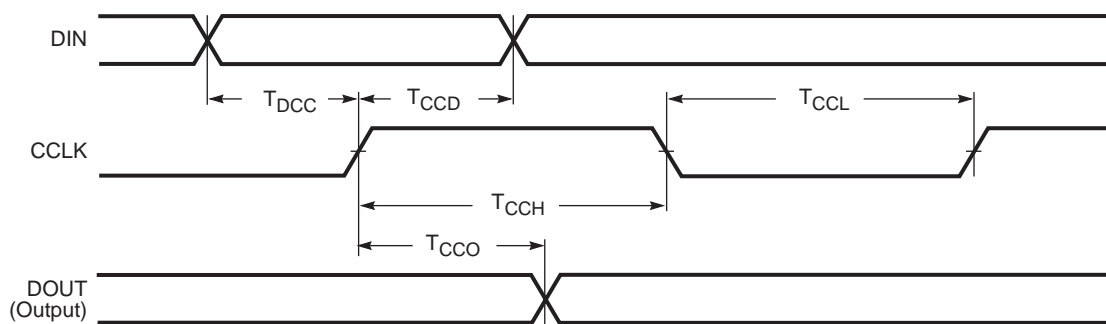 DIN
TDCC
TCCD
TCCL
CCLK
TCCH
TCCO
DOUT
(Output)